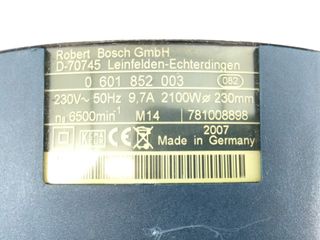 Robert Bosch GmbH
D-70745 Leinfelden-Echterdingen
0 601 852 003 082
230V~ 50Hz 9,7A 2100W ⌀ 230mm
n₀ 6500min⁻¹ M14 781008898
2007
Made in Germany